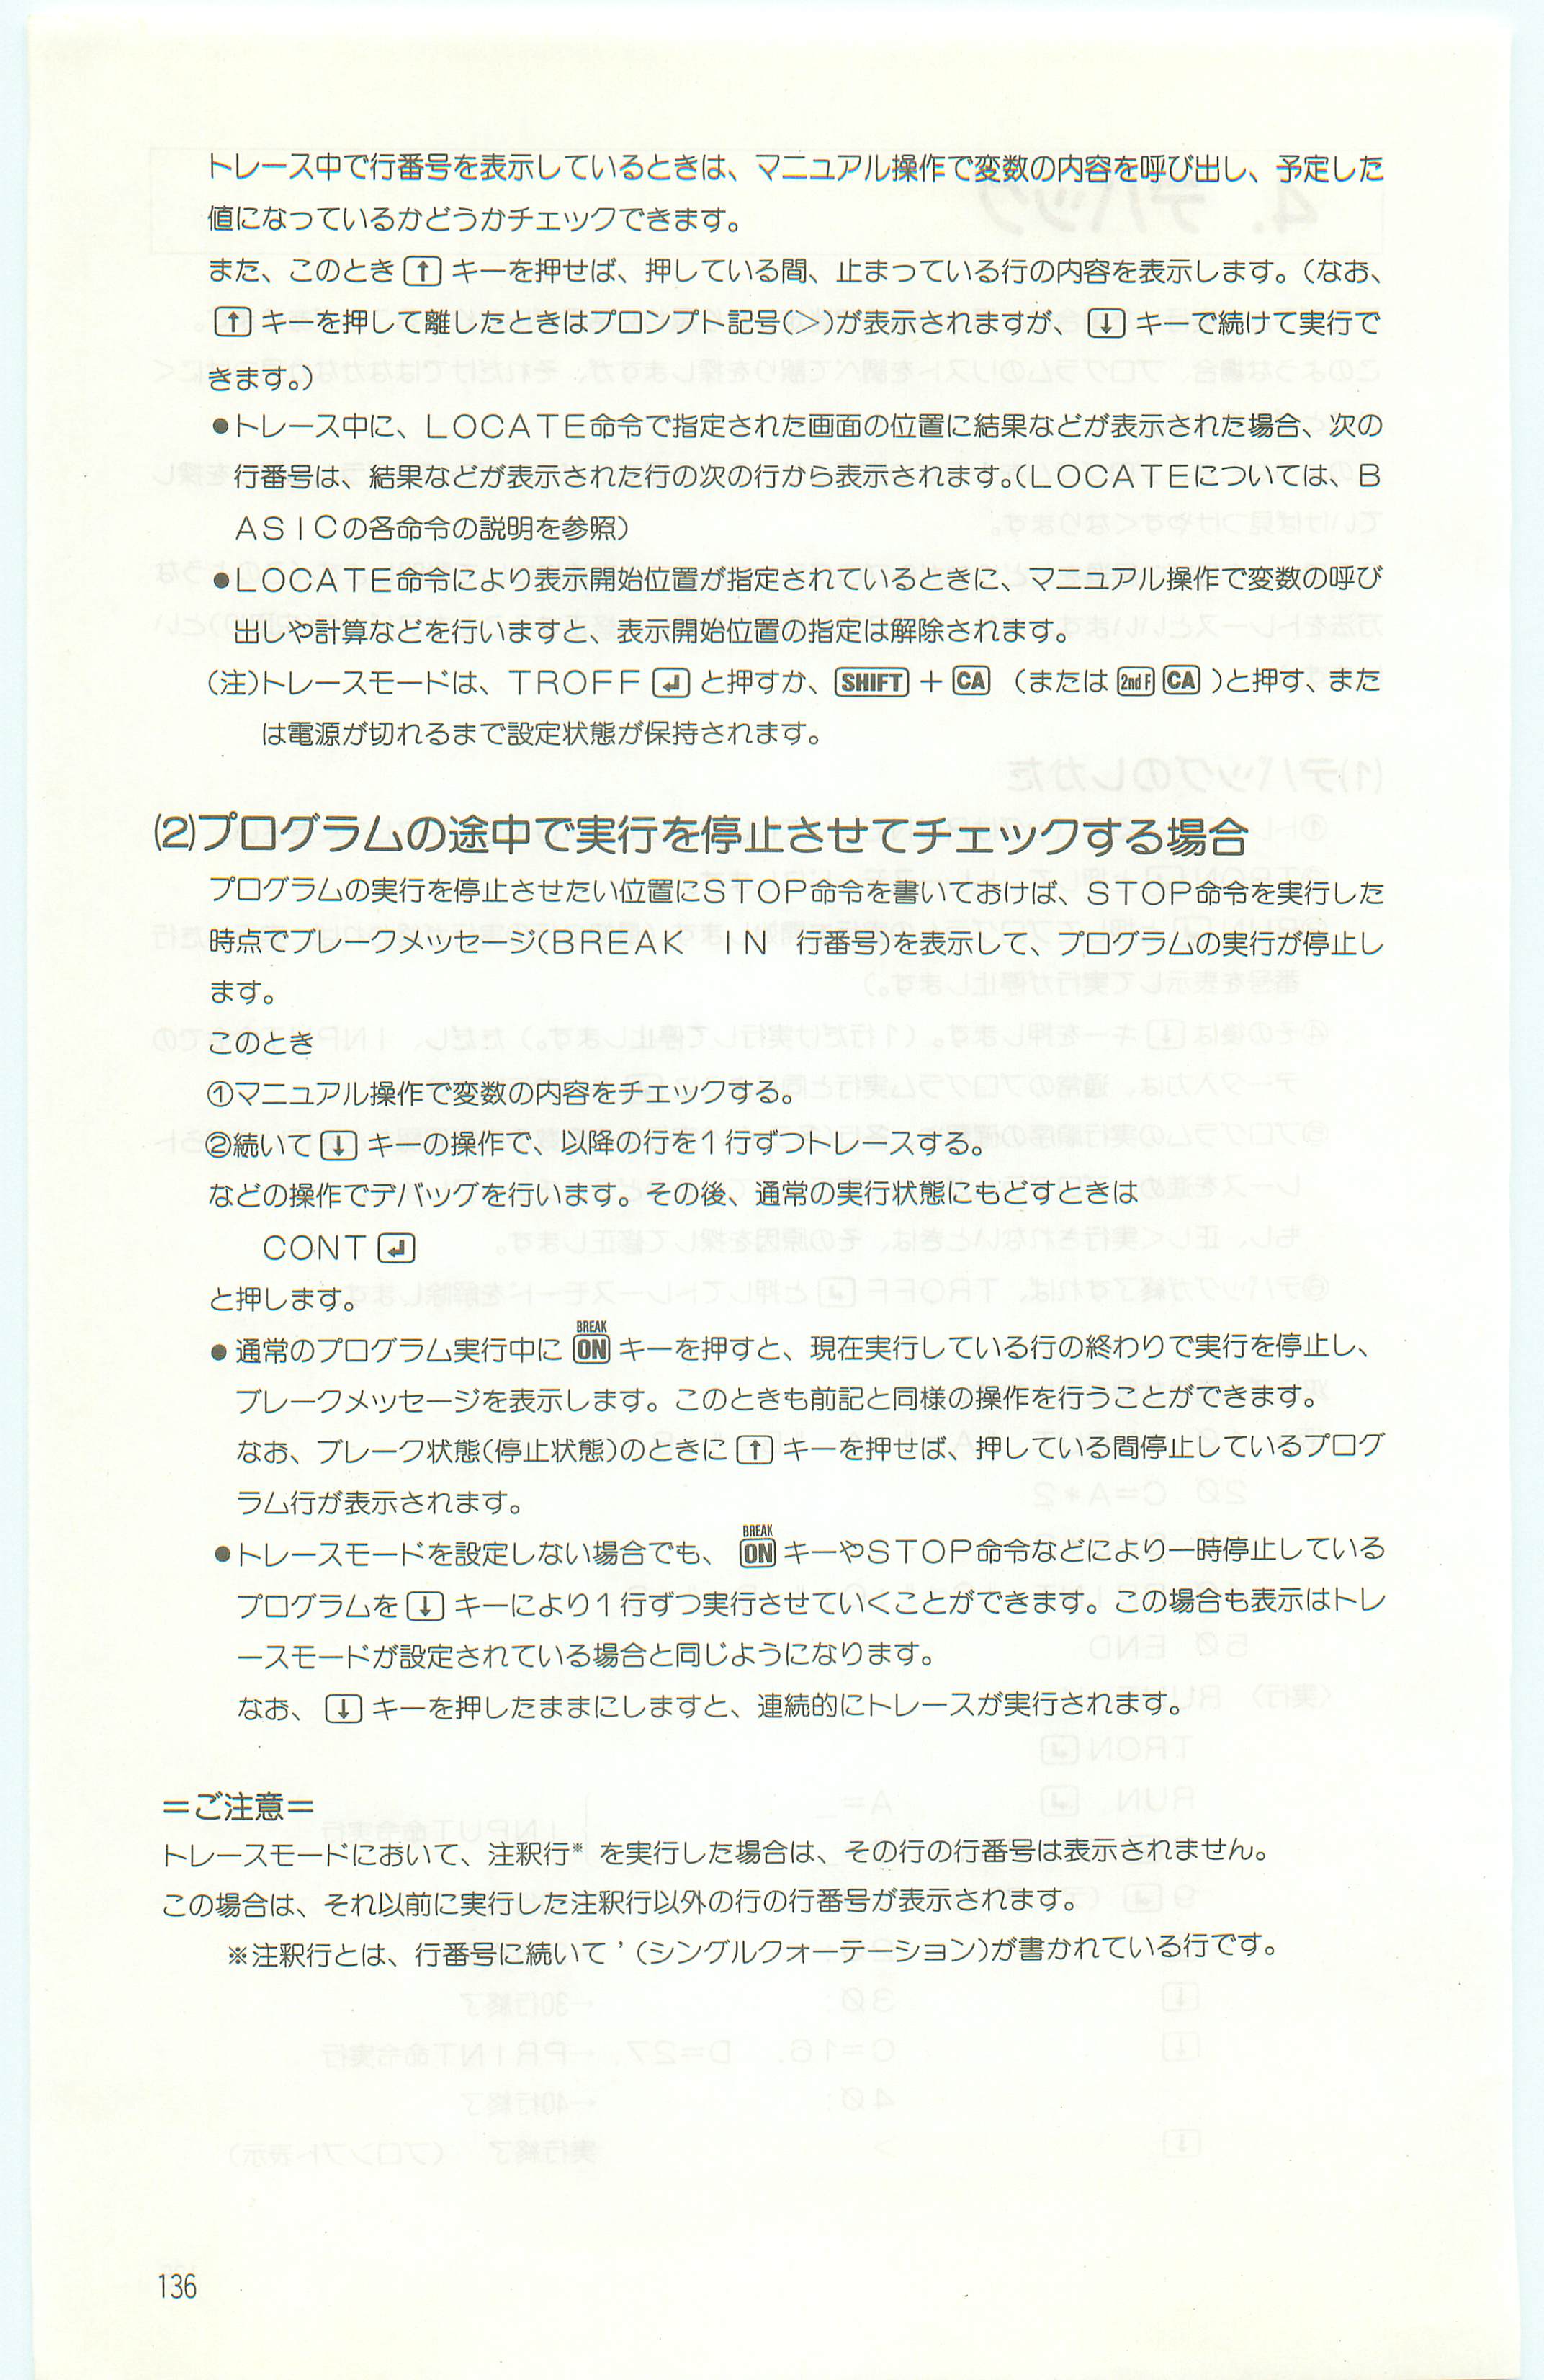 トレース中で行番号を表示しているときは、マニュアル操作で変数の内容を呼び出し、予定した
値になっているかどうかチェックできます。
また、このとき ↑ キーを押せば、押している間、止まっている行の内容を表示します。（なお、
↑ キーを押して離したときはプロンプト記号(＞)が表示されますが、 ↓ キーで続けて実行で
きます。）
●トレース中に、ＬＯＣＡＴＥ命令で指定された画面の位置に結果などが表示された場合、次の
行番号は、結果などが表示された行の次の行から表示されます。(ＬＯＣＡＴＥについては、Ｂ
ＡＳＩＣの各命令の説明を参照）
●ＬＯＣＡＴＥ命令により表示開始位置が指定されているときに、マニュアル操作で変数の呼び
出しや計算などを行いますと、表示開始位置の指定は解除されます。
（注）トレースモードは、ＴＲＯＦＦ ↵ と押すか、 SHIFT ＋ CA （または 2nd F CA ）と押す、また
は電源が切れるまで設定状態が保持されます。
(2)プログラムの途中で実行を停止させてチェックする場合
プログラムの実行を停止させたい位置にＳＴＯＰ命令を書いておけば、ＳＴＯＰ命令を実行した
時点でブレークメッセージ(ＢＲＥＡＫ　ＩＮ　行番号)を表示して、プログラムの実行が停止し
ます。
このとき
①マニュアル操作で変数の内容をチェックする。
②続いて ↓ キーの操作で、以降の行を１行ずつトレースする。
などの操作でデバッグを行います。その後、通常の実行状態にもどすときは
ＣＯＮＴ ↵
と押します。
BREAK
●通常のプログラム実行中に ON キーを押すと、現在実行している行の終わりで実行を停止し、
ブレークメッセージを表示します。このときも前記と同様の操作を行うことができます。
なお、ブレーク状態(停止状態)のときに ↑ キーを押せば、押している間停止しているプログ
ラム行が表示されます。
BREAK
●トレースモードを設定しない場合でも、 ON キーやＳＴＯＰ命令などにより一時停止している
プログラムを ↓ キーにより１行ずつ実行させていくことができます。この場合も表示はトレ
ースモードが設定されている場合と同じようになります。
なお、 ↓ キーを押したままにしますと、連続的にトレースが実行されます。
＝ご注意＝
トレースモードにおいて、注釈行※ を実行した場合は、その行の行番号は表示されません。
この場合は、それ以前に実行した注釈行以外の行の行番号が表示されます。
※注釈行とは、行番号に続いて ’（シングルクォーテーション）が書かれている行です。
136